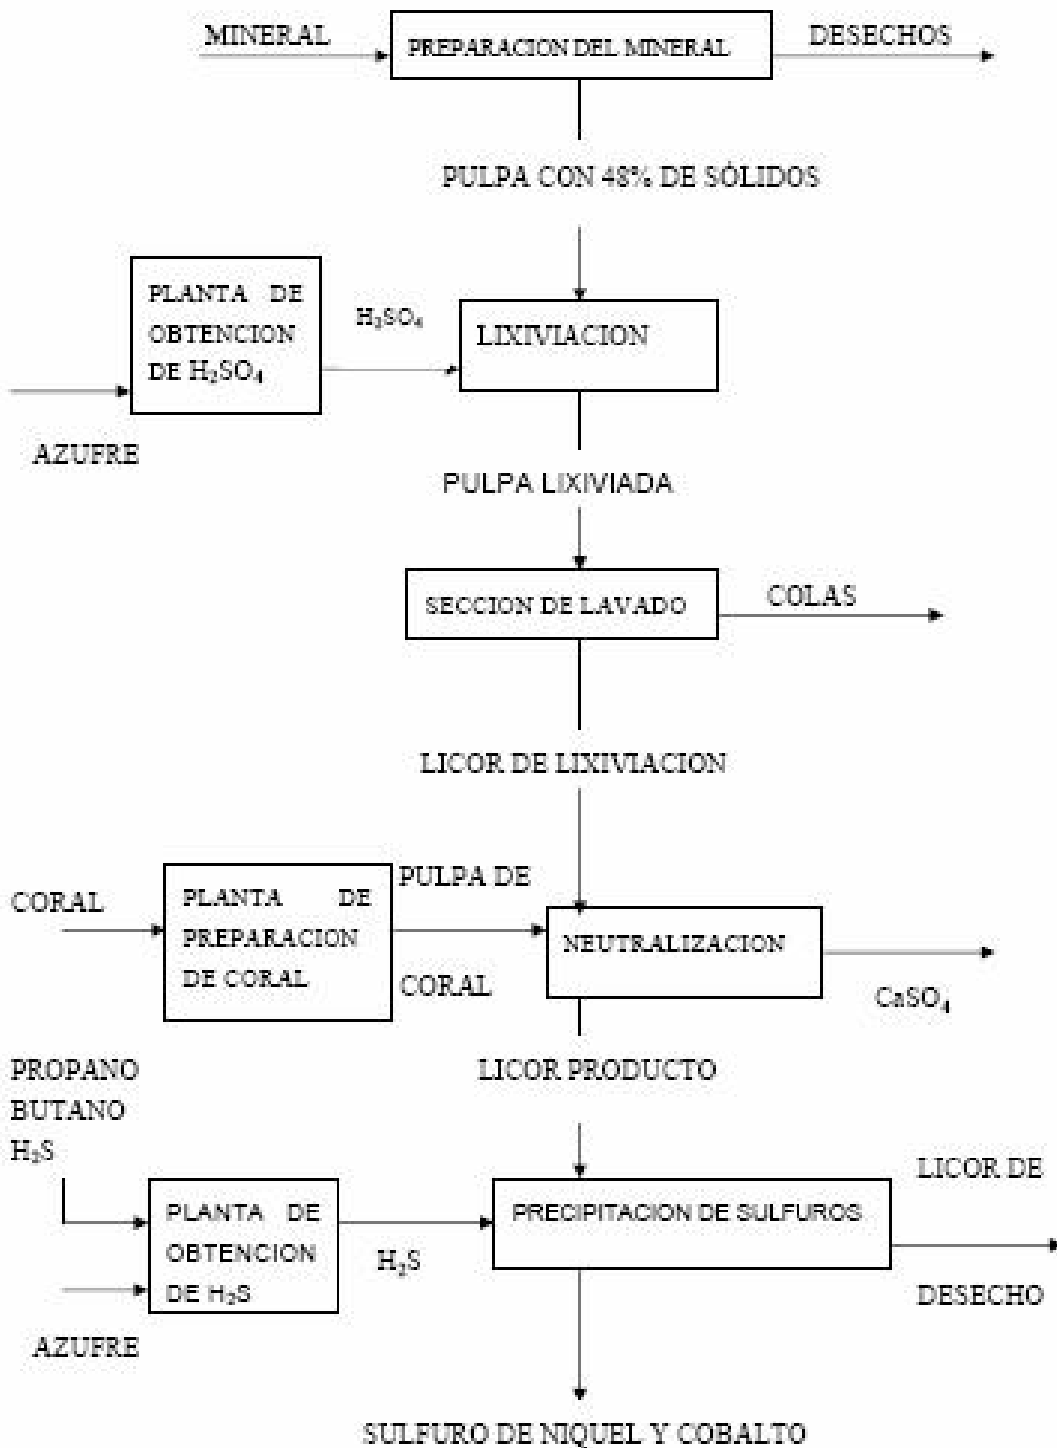 MINERAL
PREPARACION DEL MINERAL
DESECHOS
PULPA CON 48% DE SÓLIDOS
PLANTA DE
OBTENCION
DE H₂SO₄
H₂SO₄
LIXIVIACION
AZUFRE
PULPA LIXIVIADA
SECCION DE LAVADO
COLAS
LICOR DE LIXIVIACION
CORAL
PLANTA DE
PREPARACION
DE CORAL
PULPA DE
CORAL
NEUTRALIZACION
CaSO₄
PROPANO
BUTANO
H₂S
LICOR PRODUCTO
PLANTA DE
OBTENCION
DE H₂S
H₂S
PRECIPITACION DE SULFUROS
LICOR DE
DESECHO
AZUFRE
SULFURO DE NIQUEL Y COBALTO